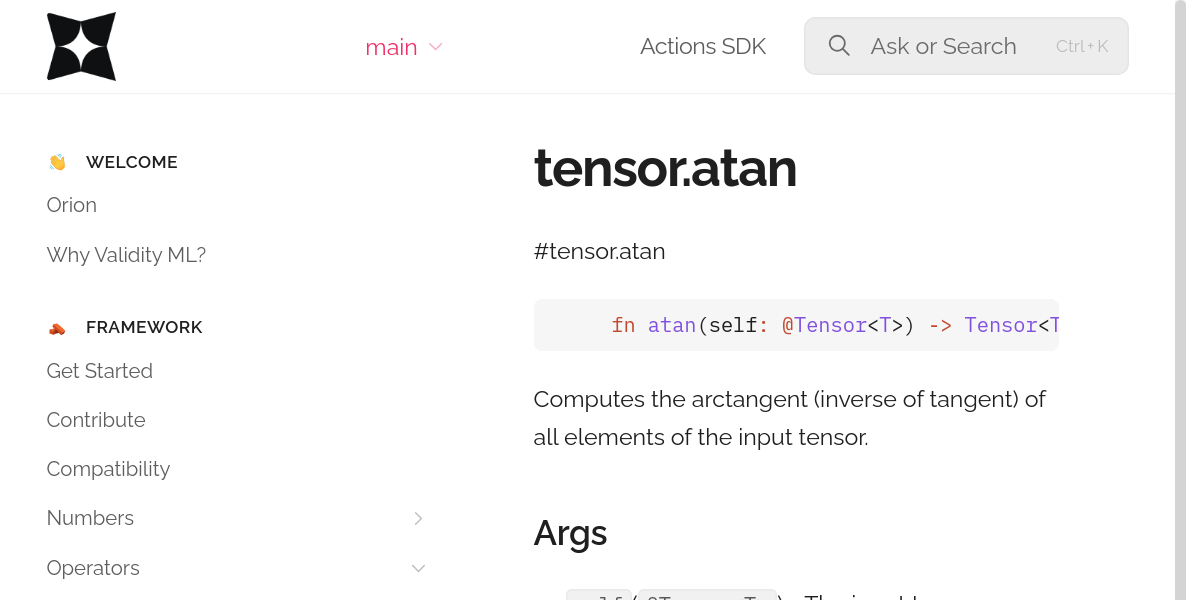 main
Actions SDK
Ask or Search
Ctrl + K
WELCOME
Orion
Why Validity ML?
FRAMEWORK
Get Started
Contribute
Compatibility
Numbers
Operators
tensor.atan
#tensor.atan
fn atan(self: @Tensor<T>) -> Tensor<T
Computes the arctangent (inverse of tangent) of
all elements of the input tensor.
Args